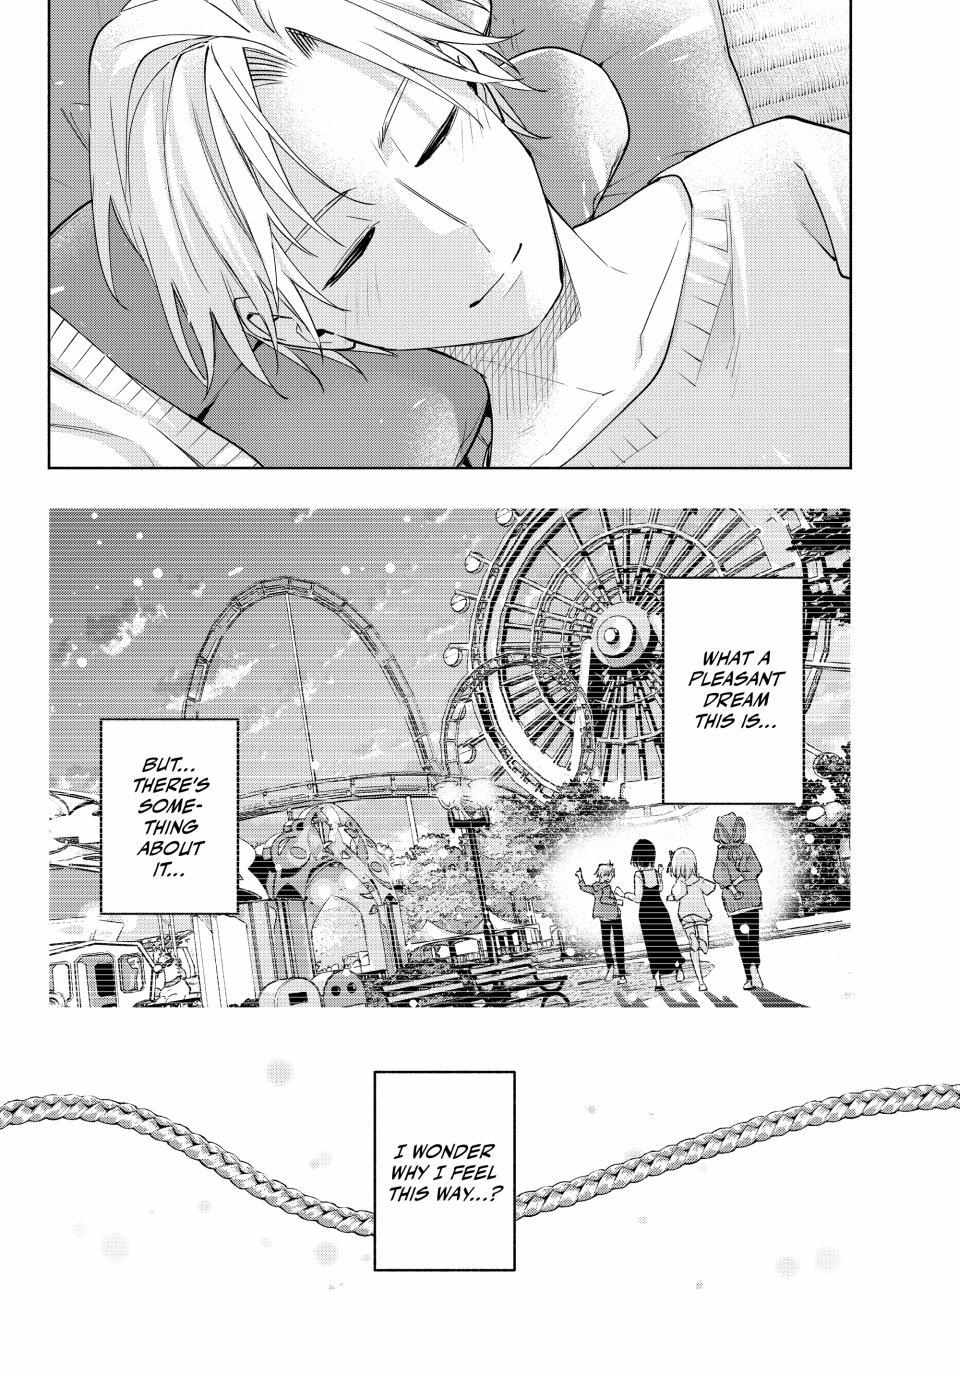 WHAT A
PLEASANT
DREAM
THIS IS...
BUT...
THERE'S
SOME-
THING
ABOUT
IT...
I WONDER
WHY I FEEL
THIS WAY...?